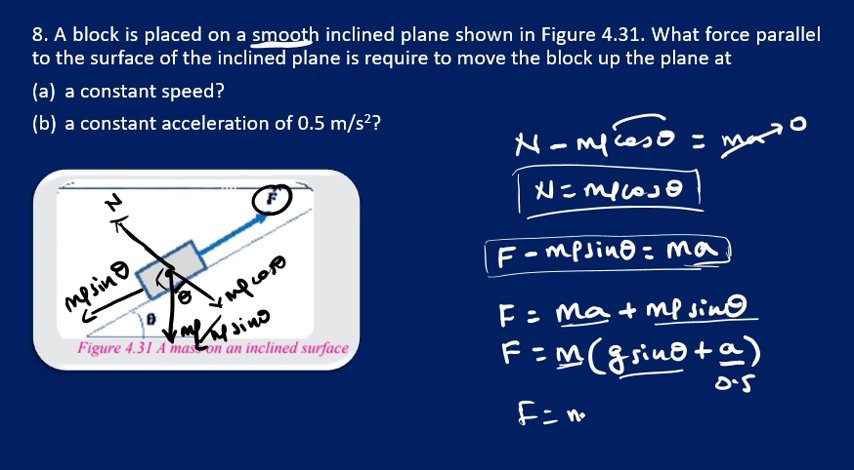 8. A block is placed on a smooth inclined plane shown in Figure 4.31. What force parallel
to the surface of the inclined plane is require to move the block up the plane at
(a) a constant speed?
(b) a constant acceleration of 0.5 m/s²?
N - mg cosθ = ma → 0
N = mg cosθ
F - mg sinθ = ma
F = ma + mg sinθ
F = m(g sinθ + a)
0.5
F = m
N
F
mg sinθ
θ
mg cosθ
θ
mg
mg sinθ
Figure 4.31 A mass on an inclined surface